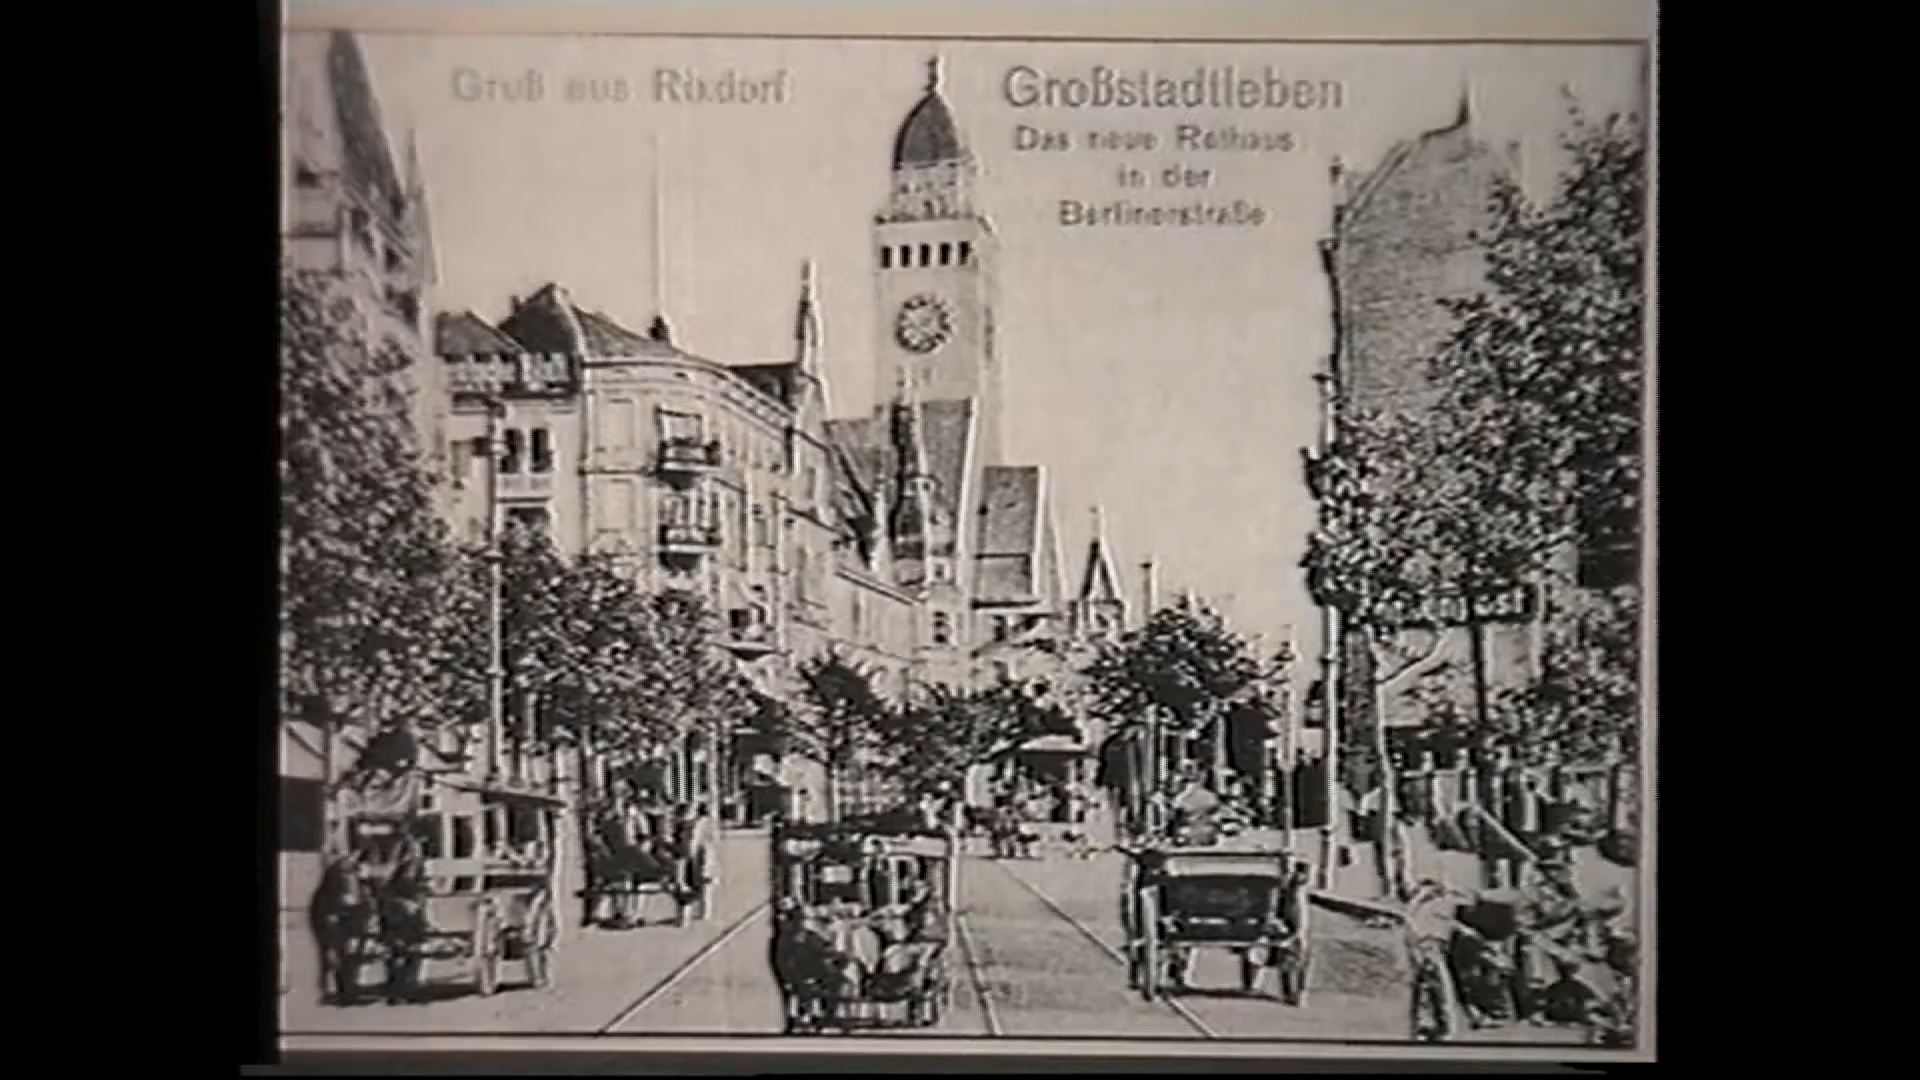 Gruß aus Rixdorf
Großstadtleben
Das neue Rathaus
in der
Berlinerstraße